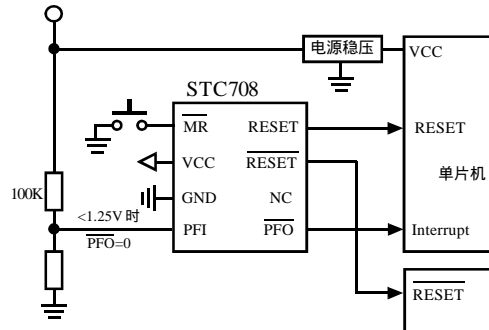 电源稳压
VCC
STC708
MR RESET
RESET
VCC RESET
单片机
100K
GND NC
<1.25V 时
PFI PFO
Interrupt
PFO=0
RESET